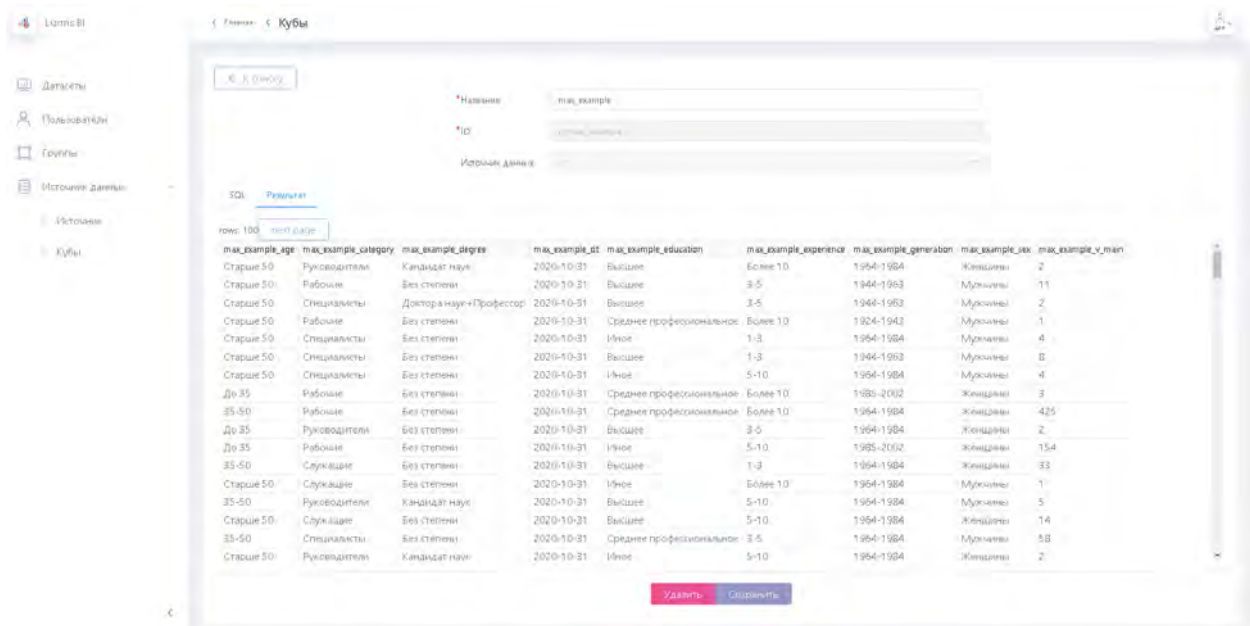 Luxms BI
Главная Кубы
К списку
Датасеты
Пользователи
Группы
Источник данных
Источник
Кубы
*Название max_example
*ID
Источник данных
SQL Результат
rows: 100 next page
max_example_age max_example_category max_example_degree max_example_dt max_example_education max_example_experience max_example_generation max_example_sex max_example_v_main
Старше 50 Руководители Кандидат наук 2020-10-31 Высшее Более 10 1964-1984 Женщины 2
Старше 50 Рабочие Без степени 2020-10-31 Высшее 3-5 1944-1963 Мужчины 11
Старше 50 Специалисты Доктора наук+Профессор 2020-10-31 Высшее 3-5 1944-1963 Мужчины 2
Старше 50 Рабочие Без степени 2020-10-31 Среднее профессиональное Более 10 1924-1943 Мужчины 1
Старше 50 Специалисты Без степени 2020-10-31 Иное 1-3 1964-1984 Мужчины 4
Старше 50 Специалисты Без степени 2020-10-31 Высшее 1-3 1944-1963 Мужчины 8
Старше 50 Специалисты Без степени 2020-10-31 Иное 5-10 1964-1984 Мужчины 4
До 35 Рабочие Без степени 2020-10-31 Среднее профессиональное Более 10 1985-2002 Женщины 3
35-50 Рабочие Без степени 2020-10-31 Среднее профессиональное Более 10 1964-1984 Женщины 425
До 35 Руководители Без степени 2020-10-31 Высшее 3-5 1964-1984 Женщины 2
До 35 Рабочие Без степени 2020-10-31 Иное 5-10 1985-2002 Женщины 154
35-50 Служащие Без степени 2020-10-31 Высшее 1-3 1964-1984 Женщины 33
Старше 50 Служащие Без степени 2020-10-31 Иное Более 10 1964-1984 Мужчины 1
35-50 Руководители Кандидат наук 2020-10-31 Высшее 5-10 1964-1984 Мужчины 5
Старше 50 Служащие Без степени 2020-10-31 Высшее 5-10 1964-1984 Женщины 14
35-50 Специалисты Без степени 2020-10-31 Среднее профессиональное 3-5 1964-1984 Мужчины 58
Старше 50 Руководители Кандидат наук 2020-10-31 Иное 5-10 1964-1984 Женщины 2
Удалить Сохранить